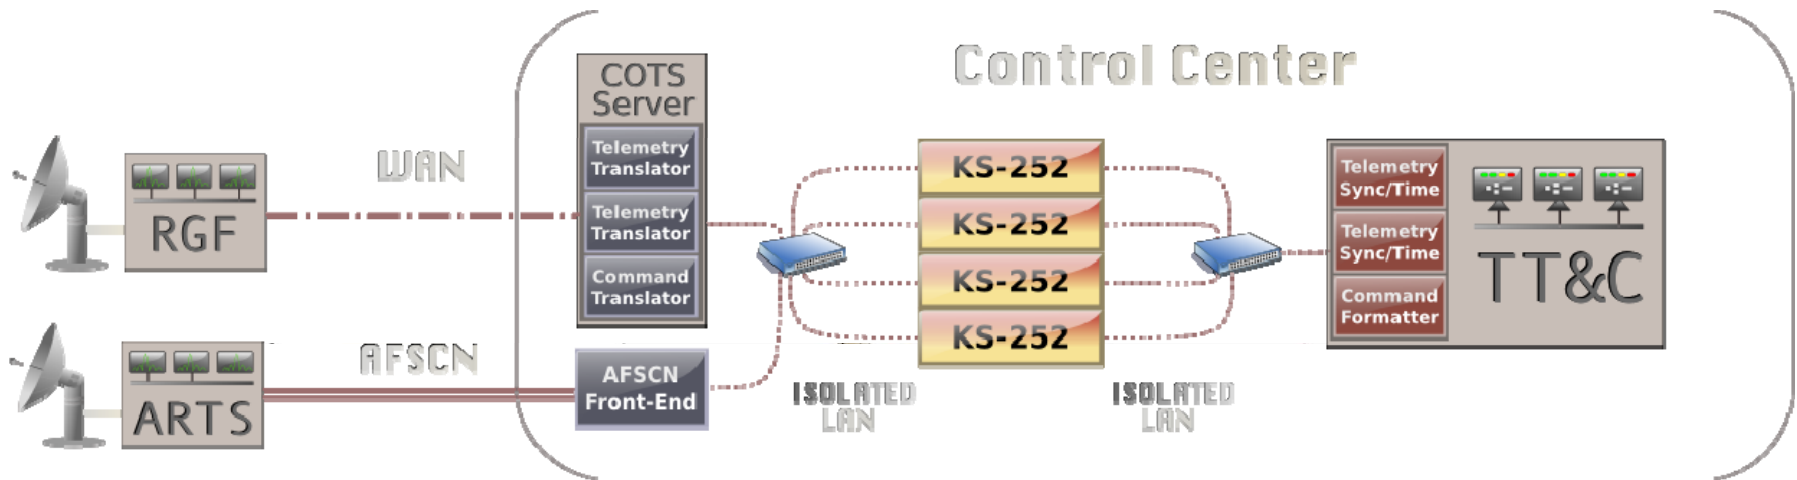 Control Center
COTS
Server
Telemetry
Translator
Telemetry
Translator
Command
Translator
WAN
RGF
AFSCN
ARTS
AFSCN
Front-End
KS-252
KS-252
KS-252
KS-252
ISOLATED
LAN
ISOLATED
LAN
Telemetry
Sync/Time
Telemetry
Sync/Time
Command
Formatter
TT&C